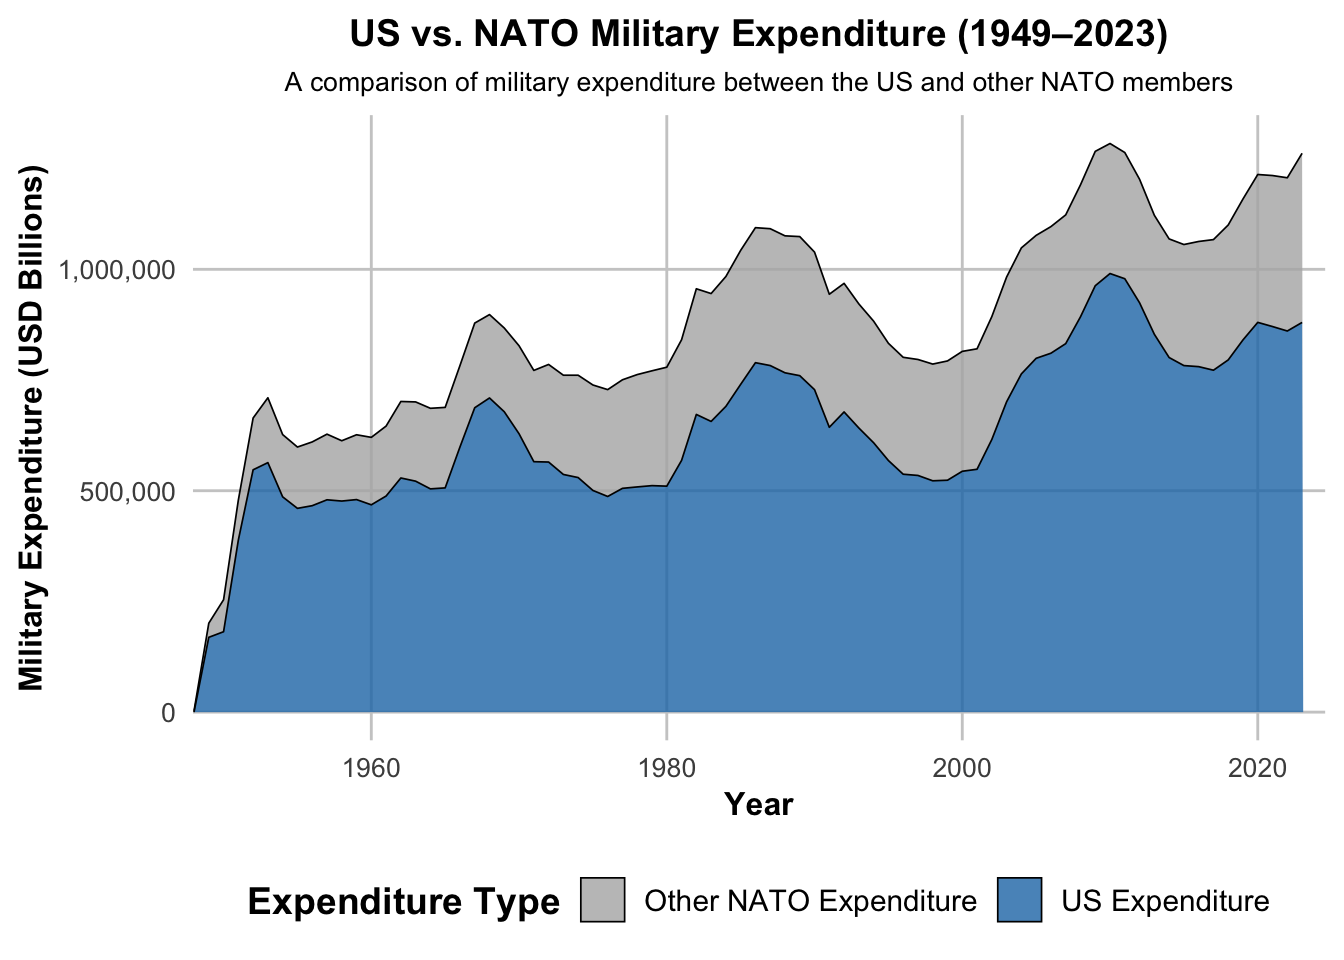 US vs. NATO Military Expenditure (1949–2023)
A comparison of military expenditure between the US and other NATO members
Military Expenditure (USD Billions)
1,000,000
500,000
0
1960 1980 2000 2020
Year
Expenditure Type Other NATO Expenditure US Expenditure